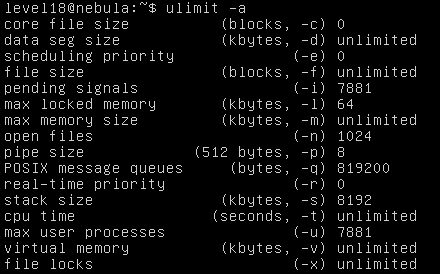 level18@nebula:~$ ulimit -a
core file size          (blocks, -c) 0
data seg size           (kbytes, -d) unlimited
scheduling priority             (-e) 0
file size               (blocks, -f) unlimited
pending signals                 (-i) 7881
max locked memory       (kbytes, -l) 64
max memory size         (kbytes, -m) unlimited
open files                      (-n) 1024
pipe size            (512 bytes, -p) 8
POSIX message queues     (bytes, -q) 819200
real-time priority              (-r) 0
stack size              (kbytes, -s) 8192
cpu time               (seconds, -t) unlimited
max user processes              (-u) 7881
virtual memory          (kbytes, -v) unlimited
file locks                      (-x) unlimited